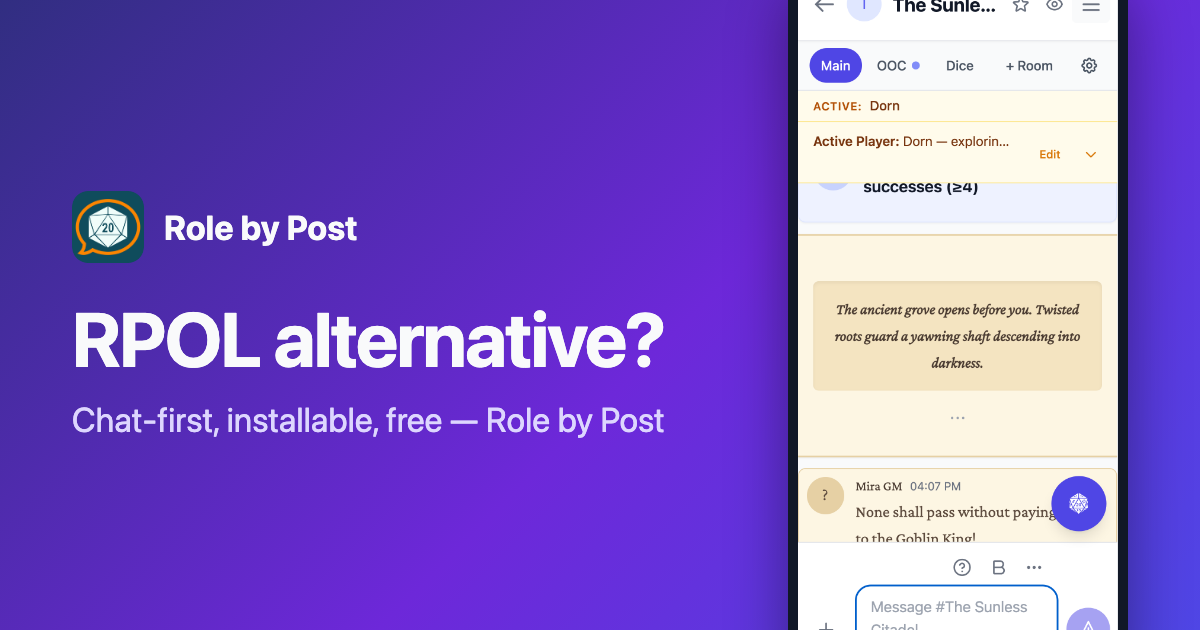 20
Role by Post
RPOL alternative?
Chat-first, installable, free — Role by Post
I
The Sunle...
Main
OOC
Dice
+ Room
ACTIVE: Dorn
Active Player: Dorn — explorin...
Edit
successes (≥4)
The ancient grove opens before you. Twisted
roots guard a yawning shaft descending into
darkness.
...
?
Mira GM 04:07 PM
None shall pass without paying
to the Goblin King!
B
Message #The Sunless
Citadel